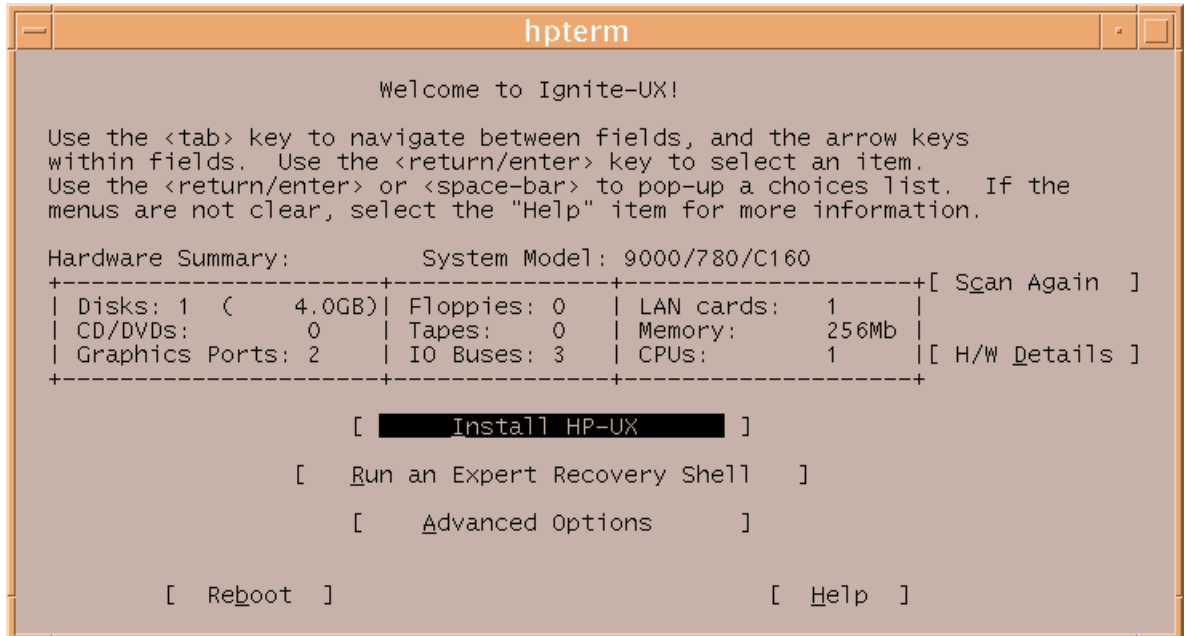 hpterm
Welcome to Ignite-UX!
Use the <tab> key to navigate between fields, and the arrow keys
within fields.  Use the <return/enter> key to select an item.
Use the <return/enter> or <space-bar> to pop-up a choices list.  If the
menus are not clear, select the "Help" item for more information.
Hardware Summary:          System Model: 9000/780/C160
+---------------------+----------------+--------------------+[ Scan Again  ]
| Disks: 1  (     4.0GB)| Floppies: 0  | LAN cards:    1    |
| CD/DVDs:          0   | Tapes:    0  | Memory:      256Mb |
| Graphics Ports: 2     | IO Buses: 3  | CPUs:         1    |[ H/W Details ]
+---------------------+----------------+--------------------+
[      Install HP-UX       ]
[   Run an Expert Recovery Shell   ]
[    Advanced Options      ]
[  Reboot  ]                              [  Help  ]